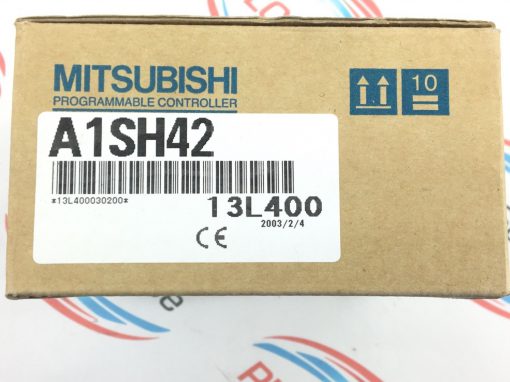 MITSUBISHI
PROGRAMMABLE CONTROLLER
10
A1SH42
*13L400030200*
13L400
2003/2/4
CE